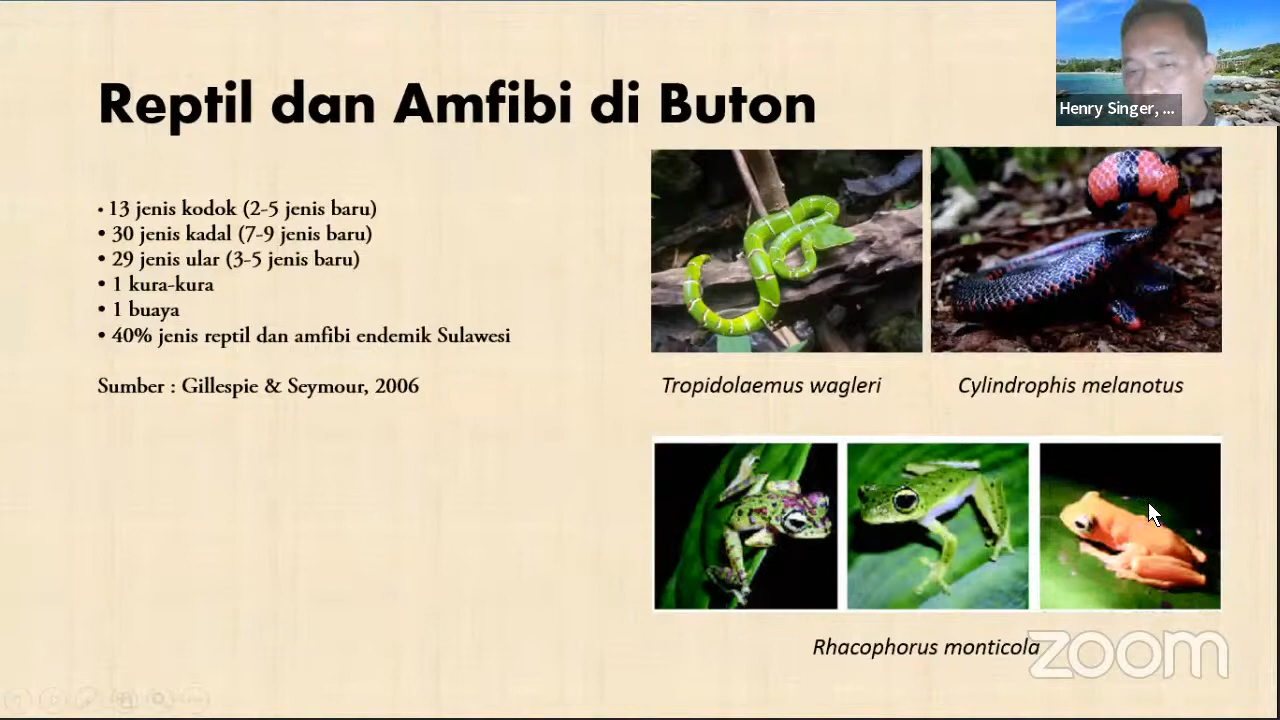 Reptil dan Amfibi di Buton
Henry Singer, ...
• 13 jenis kodok (2-5 jenis baru)
• 30 jenis kadal (7-9 jenis baru)
• 29 jenis ular (3-5 jenis baru)
• 1 kura-kura
• 1 buaya
• 40% jenis reptil dan amfibi endemik Sulawesi
Sumber : Gillespie & Seymour, 2006
Tropidolaemus wagleri
Cylindrophis melanotus
Rhacophorus monticola
zoom